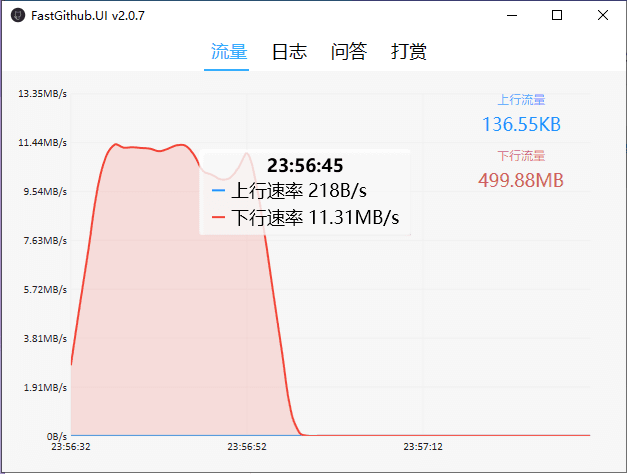 FastGithub.UI v2.0.7
流量 日志 问答 打赏
上行流量
136.55KB
下行流量
499.88MB
13.35MB/s
11.44MB/s
9.54MB/s
7.63MB/s
5.72MB/s
3.81MB/s
1.91MB/s
0B/s
23:56:45
上行速率 218B/s
下行速率 11.31MB/s
23:56:32 23:56:52 23:57:12